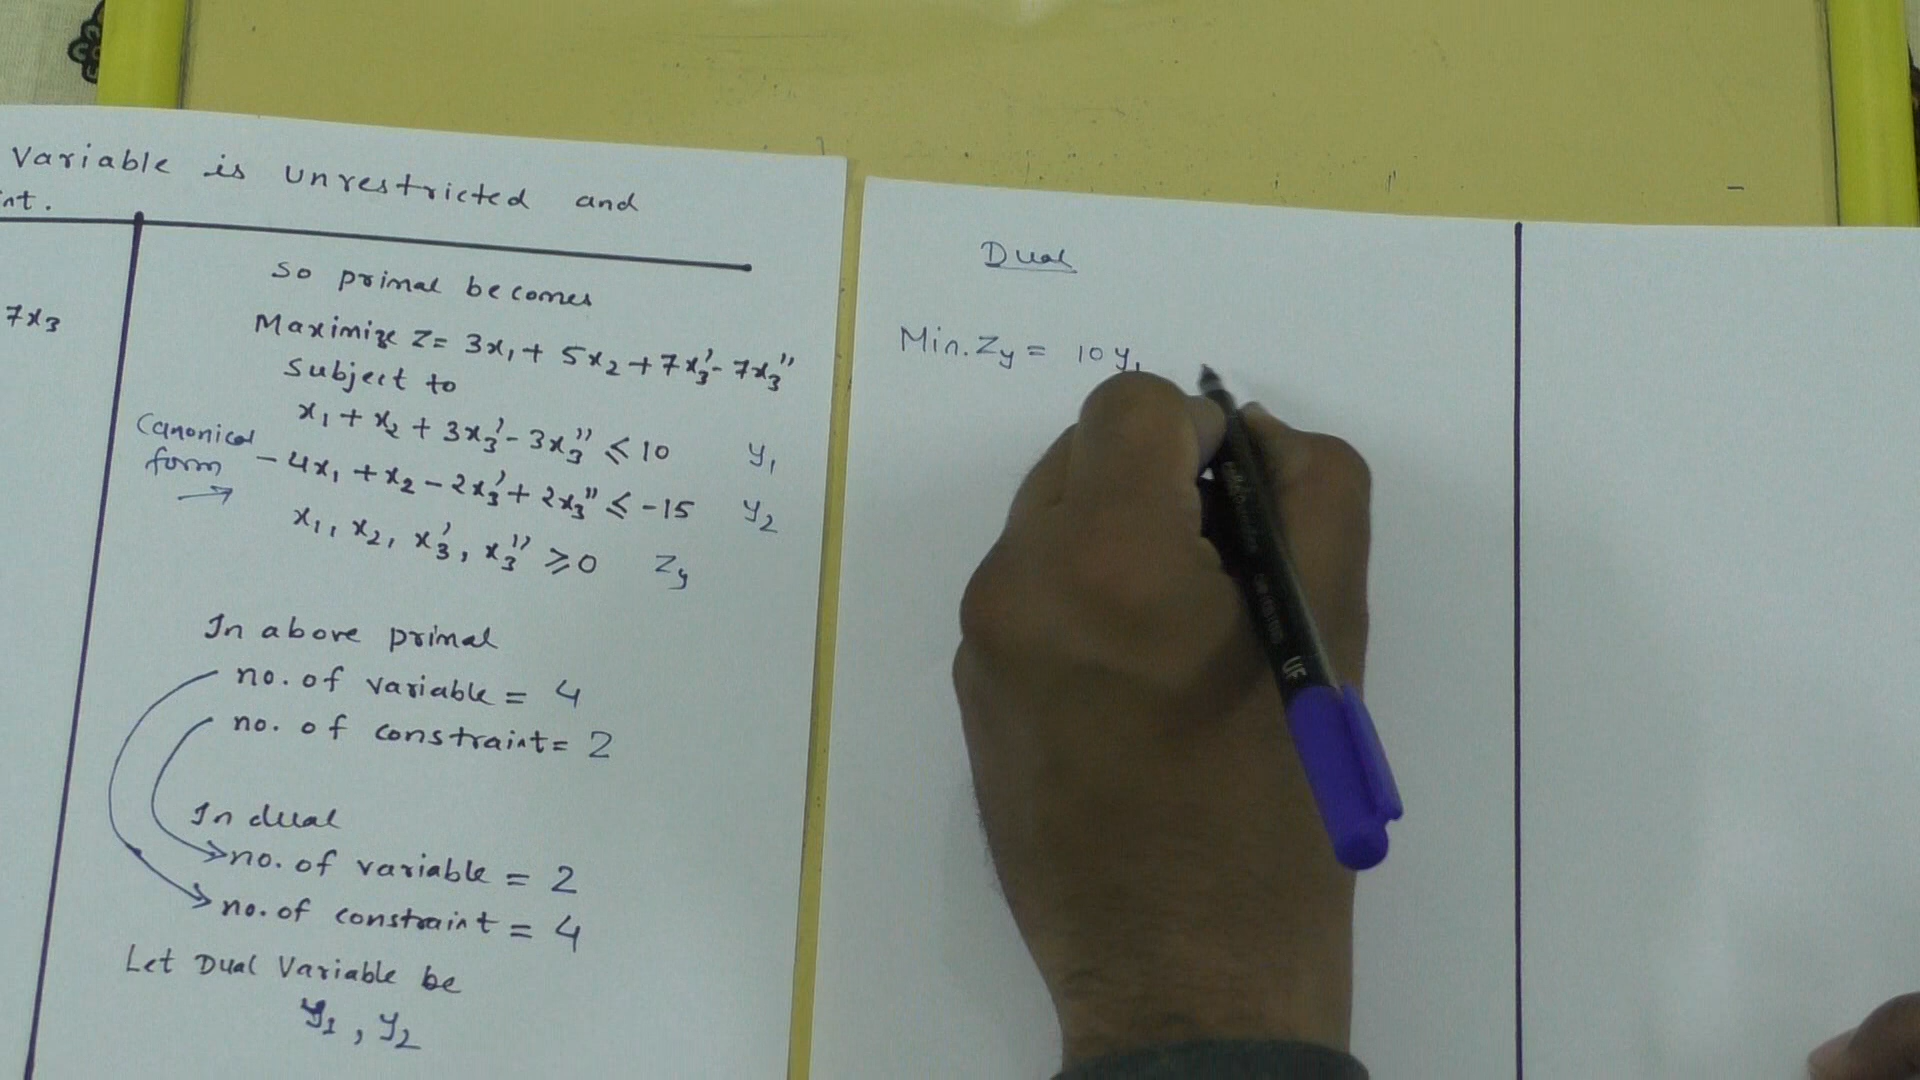 Variable is unrestricted and
nt.
7x3
So primal becomes
Maximize Z= 3x₁+ 5x₂+7x₃'-7x₃''
Subject to
x₁+x₂+3x₃'-3x₃'' ⩽10 y₁
Canonical
form
-4x₁+x₂-2x₃'+2x₃'' ⩽-15 y₂
x₁, x₂, x₃', x₃'' ⩾0 Zy
In above primal
no. of variable = 4
no. of constraint= 2
In dual
no. of variable = 2
no. of constraint = 4
Let Dual Variable be
y₁, y₂
Dual
Min. Zy = 10y₁
UF